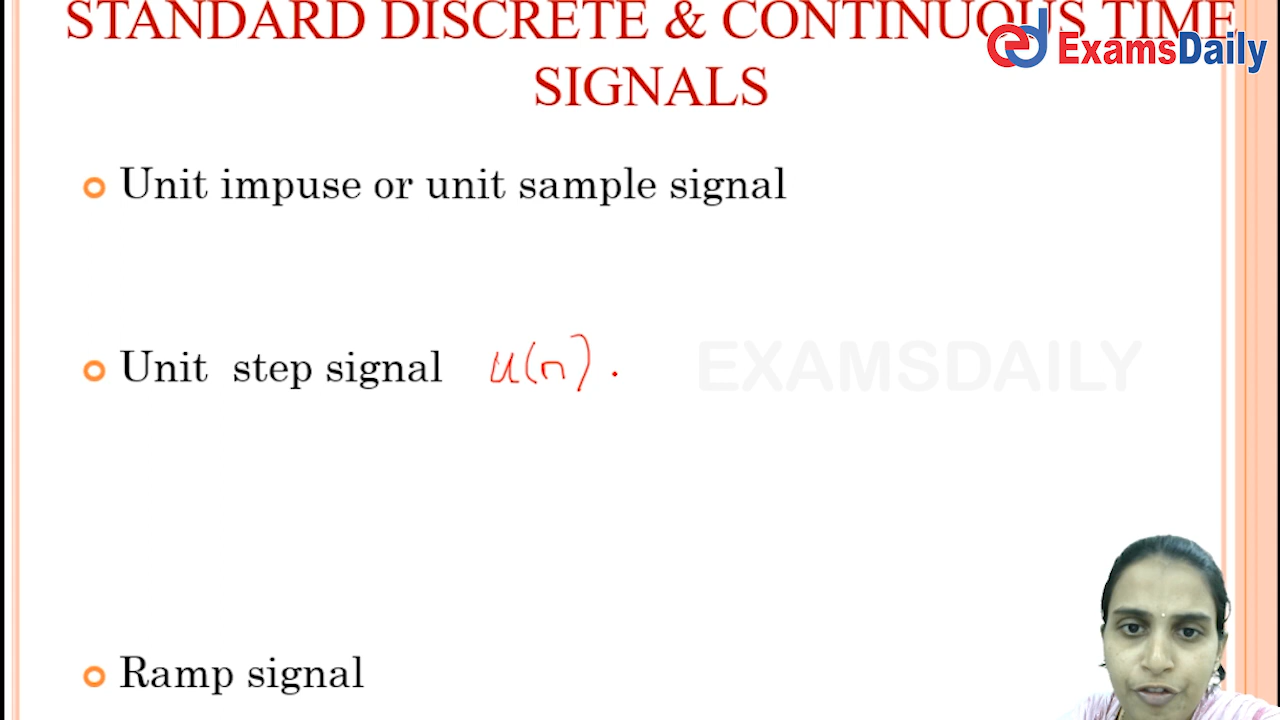 STANDARD DISCRETE & CONTINUOUS TIME
SIGNALS
ExamsDaily
Unit impuse or unit sample signal
Unit step signal u(n).
EXAMSDAILY
Ramp signal